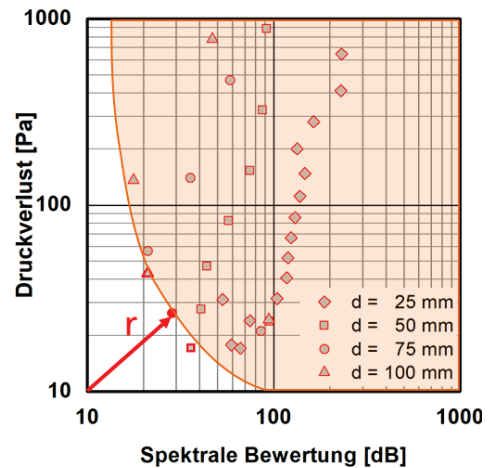 1000
Druckverlust [Pa]
100
r
d = 25 mm
d = 50 mm
d = 75 mm
d = 100 mm
10
10 100 1000
Spektrale Bewertung [dB]